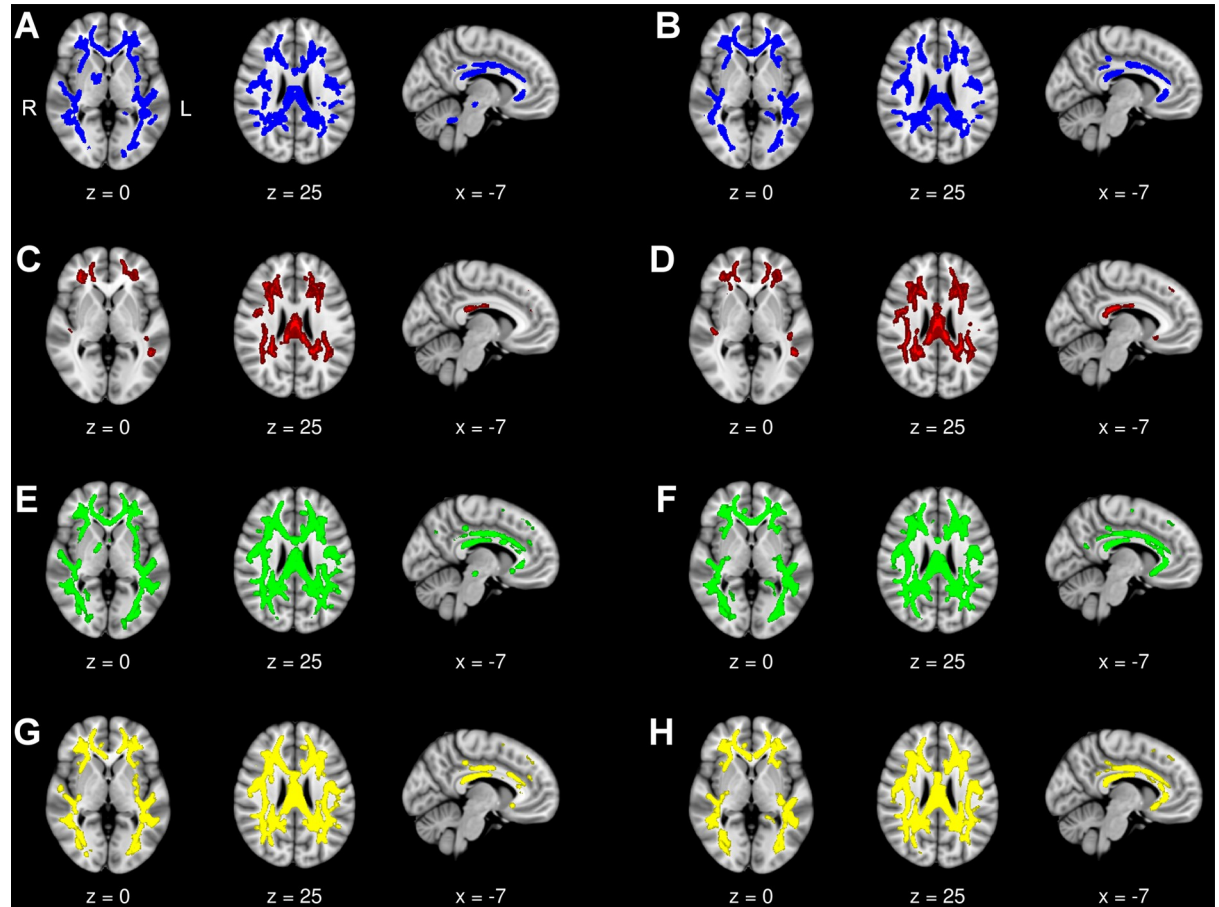 A B
R L
z = 0 z = 25 x = -7 z = 0 z = 25 x = -7
C D
z = 0 z = 25 x = -7 z = 0 z = 25 x = -7
E F
z = 0 z = 25 x = -7 z = 0 z = 25 x = -7
G H
z = 0 z = 25 x = -7 z = 0 z = 25 x = -7